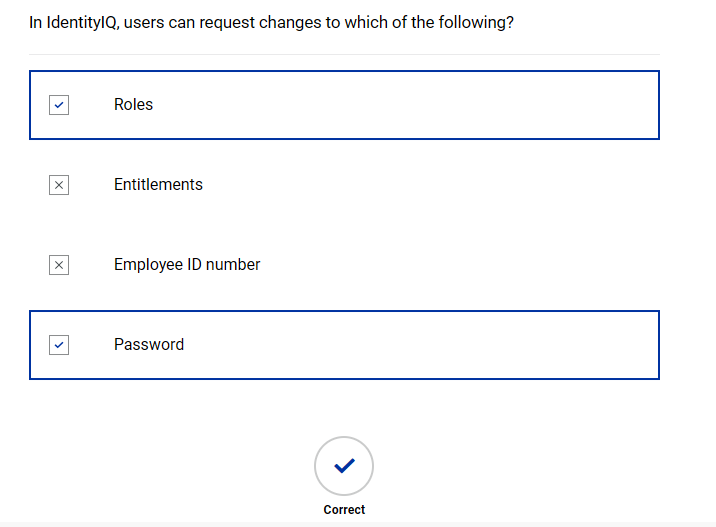 In IdentityIQ, users can request changes to which of the following?
Roles
Entitlements
Employee ID number
Password
Correct